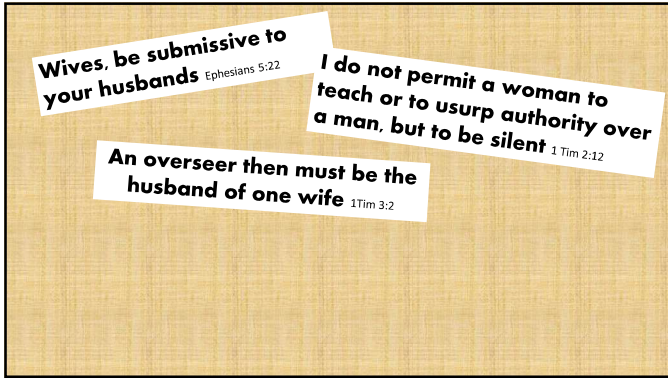 Wives, be submissive to
your husbands Ephesians 5:22
I do not permit a woman to
teach or to usurp authority over
a man, but to be silent 1 Tim 2:12
An overseer then must be the
husband of one wife 1Tim 3:2